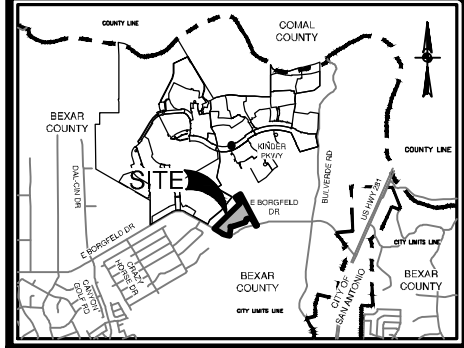 COUNTY LINE
COMAL
COUNTY
BEXAR
COUNTY
COUNTY LINE
KINDER
PKWY
DAL-CIN DR
BULVERDE RD
SITE
US HWY 281
E BORGFELD
DR
E BORGFELD DR
CITY LIMITS LINE
CRAZY
HORSE DR
BEXAR
COUNTY
BEXAR
COUNTY
CANYON
GOLF RD
CITY OF
SAN ANTONIO
CITY LIMITS LINE